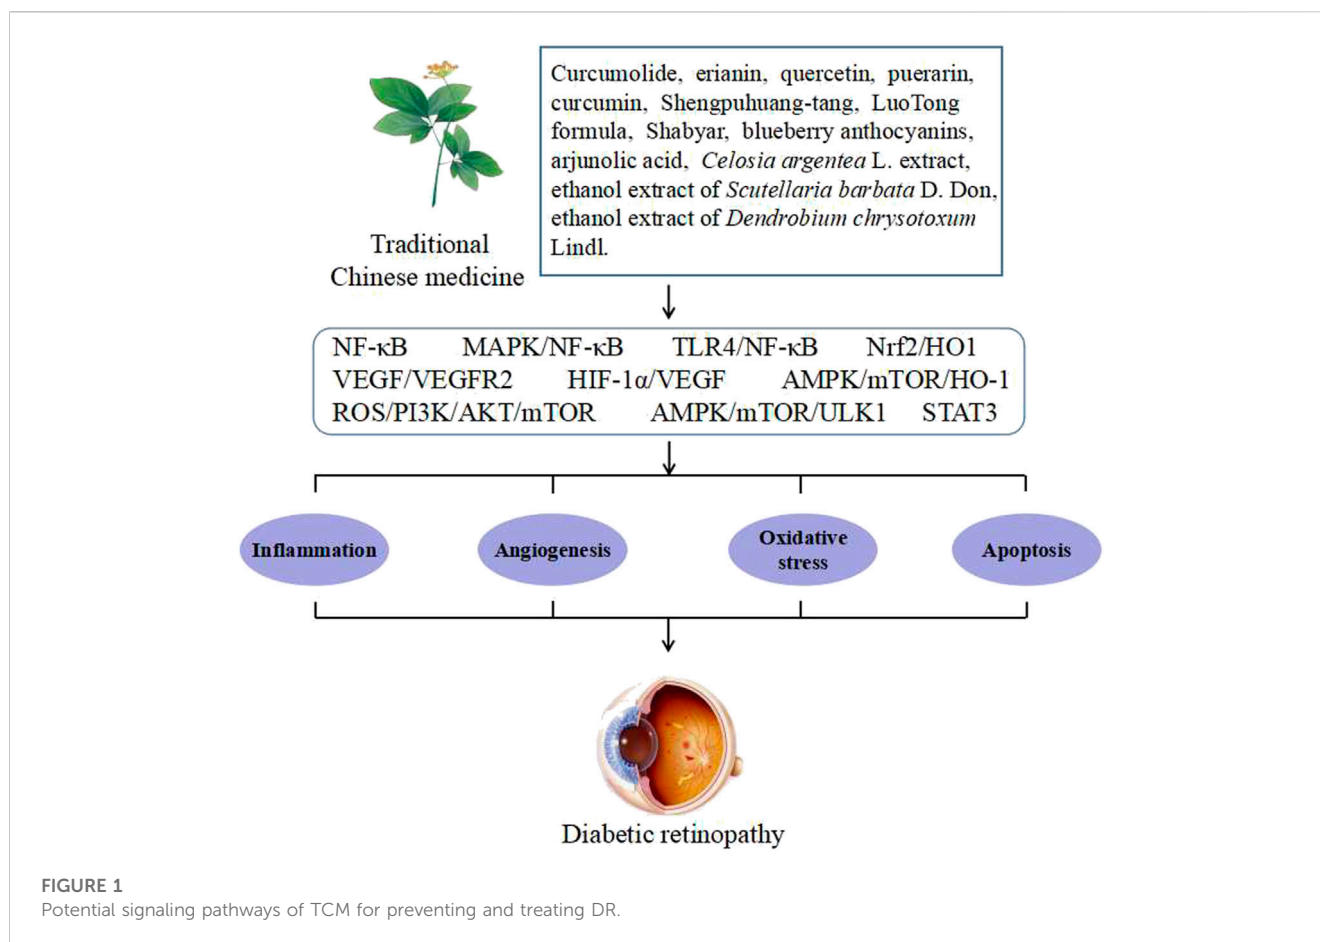 Curcumolide, erianin, quercetin, puerarin,
curcumin, Shengpuhuang-tang, LuoTong
formula, Shabyar, blueberry anthocyanins,
arjunolic acid, Celosia argentea L. extract,
ethanol extract of Scutellaria barbata D. Don,
ethanol extract of Dendrobium chrysotoxum
Lindl.
Traditional
Chinese medicine
NF-κB MAPK/NF-κB TLR4/NF-κB Nrf2/HO1
VEGF/VEGFR2 HIF-1α/VEGF AMPK/mTOR/HO-1
ROS/PI3K/AKT/mTOR AMPK/mTOR/ULK1 STAT3
Inflammation
Angiogenesis
Oxidative
stress
Apoptosis
Diabetic retinopathy
FIGURE 1
Potential signaling pathways of TCM for preventing and treating DR.